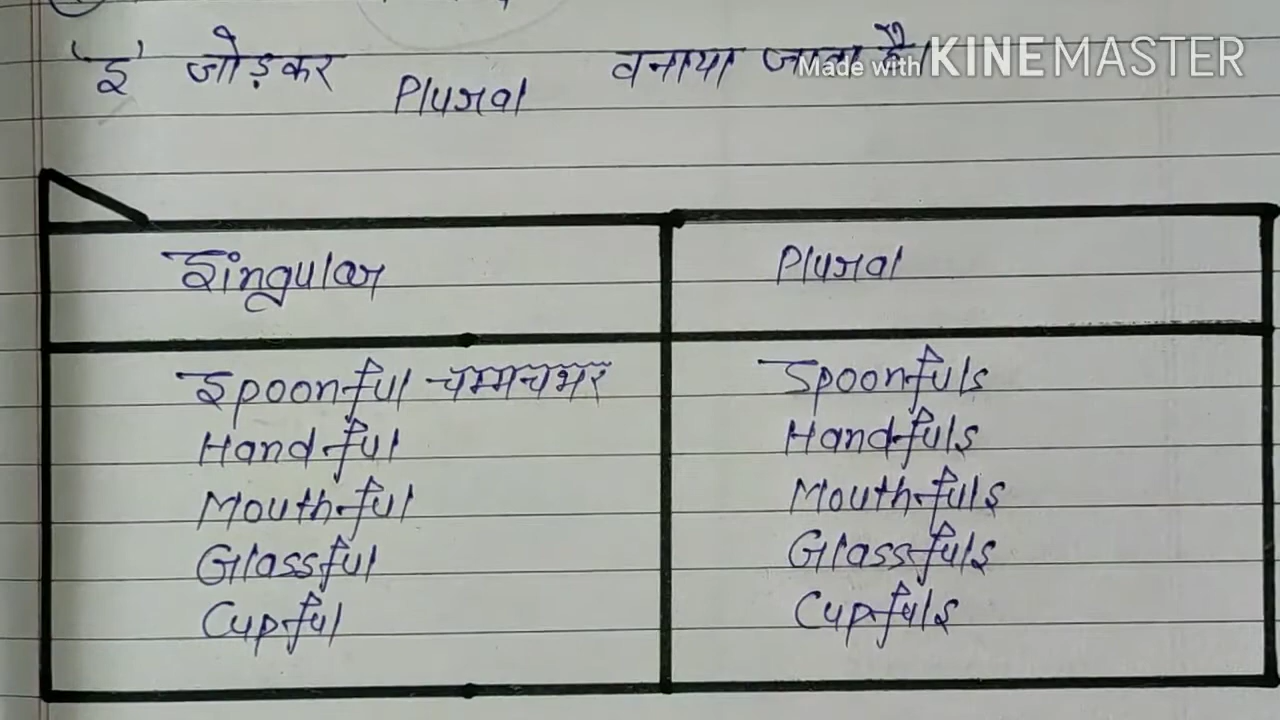 's' जोड़कर Plural बनाया जाता है।
Made with KINEMASTER
Singular Plural
Spoonful चम्मचभर Spoonfuls
Handful Handfuls
Mouthful Mouthfuls
Glassful Glassfuls
Cupful Cupfuls